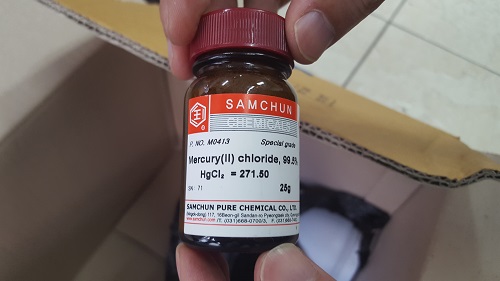 SAMCHUN
CHEMICALS
P. NO. M0413 Special grade
Mercury(II) chloride, 99.5%
HgCl₂ = 271.50
25g
SAMCHUN PURE CHEMICAL CO., LTD.